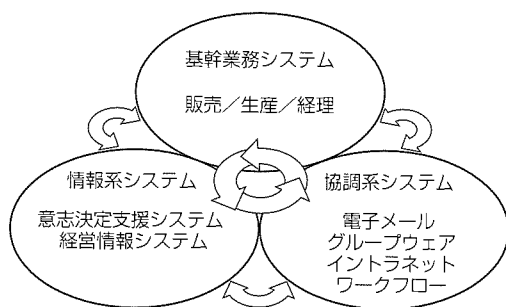 基幹業務システム
販売／生産／経理
情報系システム
意志決定支援システム
経営情報システム
協調系システム
電子メール
グループウェア
イントラネット
ワークフロー